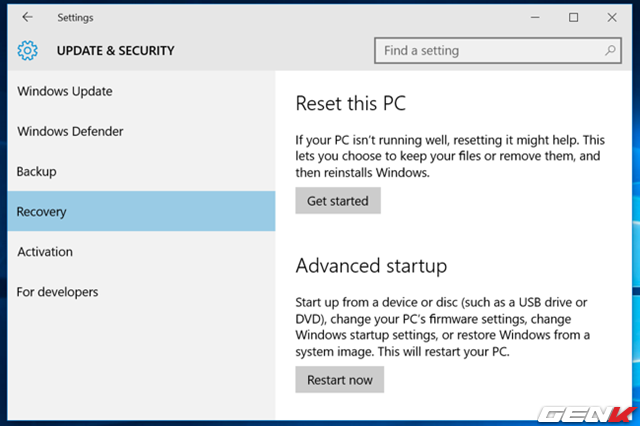 Settings
UPDATE & SECURITY
Find a setting
Windows Update
Windows Defender
Backup
Recovery
Activation
For developers
Reset this PC
If your PC isn't running well, resetting it might help. This
lets you choose to keep your files or remove them, and
then reinstalls Windows.
Get started
Advanced startup
Start up from a device or disc (such as a USB drive or
DVD), change your PC's firmware settings, change
Windows startup settings, or restore Windows from a
system image. This will restart your PC.
Restart now
GENK